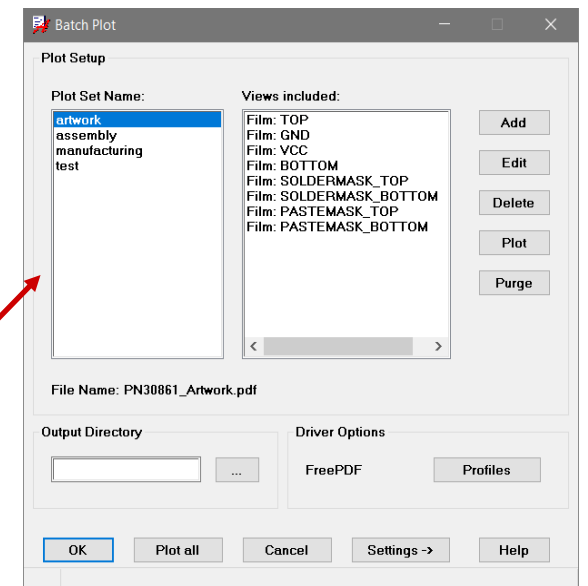 Batch Plot
Plot Setup
Plot Set Name:
Views included:
artwork
assembly
manufacturing
test
Film: TOP
Film: GND
Film: VCC
Film: BOTTOM
Film: SOLDERMASK_TOP
Film: SOLDERMASK_BOTTOM
Film: PASTEMASK_TOP
Film: PASTEMASK_BOTTOM
Add
Edit
Delete
Plot
Purge
File Name: PN30861_Artwork.pdf
Output Directory
...
Driver Options
FreePDF
Profiles
OK
Plot all
Cancel
Settings ->
Help